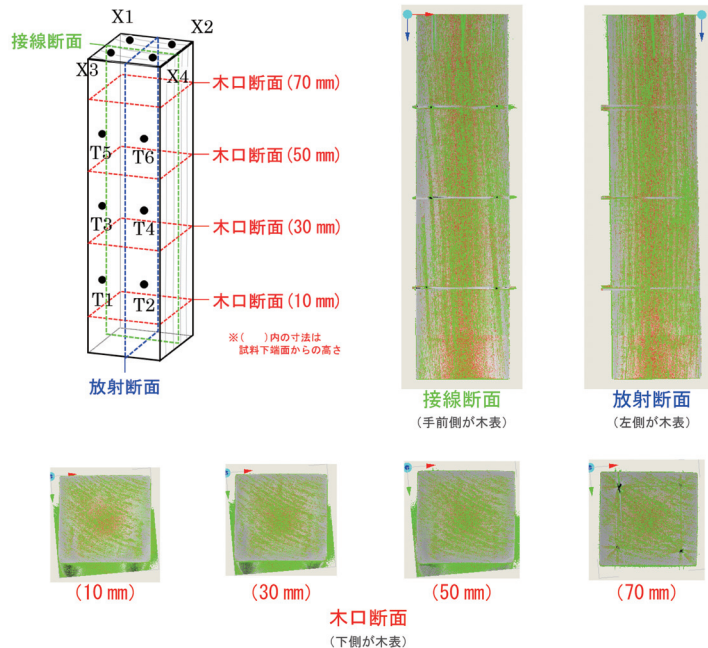 X1
X2
接線断面
X3
X4
木口断面(70 mm)
T5
T6
木口断面(50 mm)
T3
T4
木口断面(30 mm)
T1
T2
木口断面(10 mm)
※(　　)内の寸法は
試料下端面からの高さ
放射断面
接線断面
(手前側が木表)
放射断面
(左側が木表)
(10 mm)
(30 mm)
(50 mm)
(70 mm)
木口断面
(下側が木表)